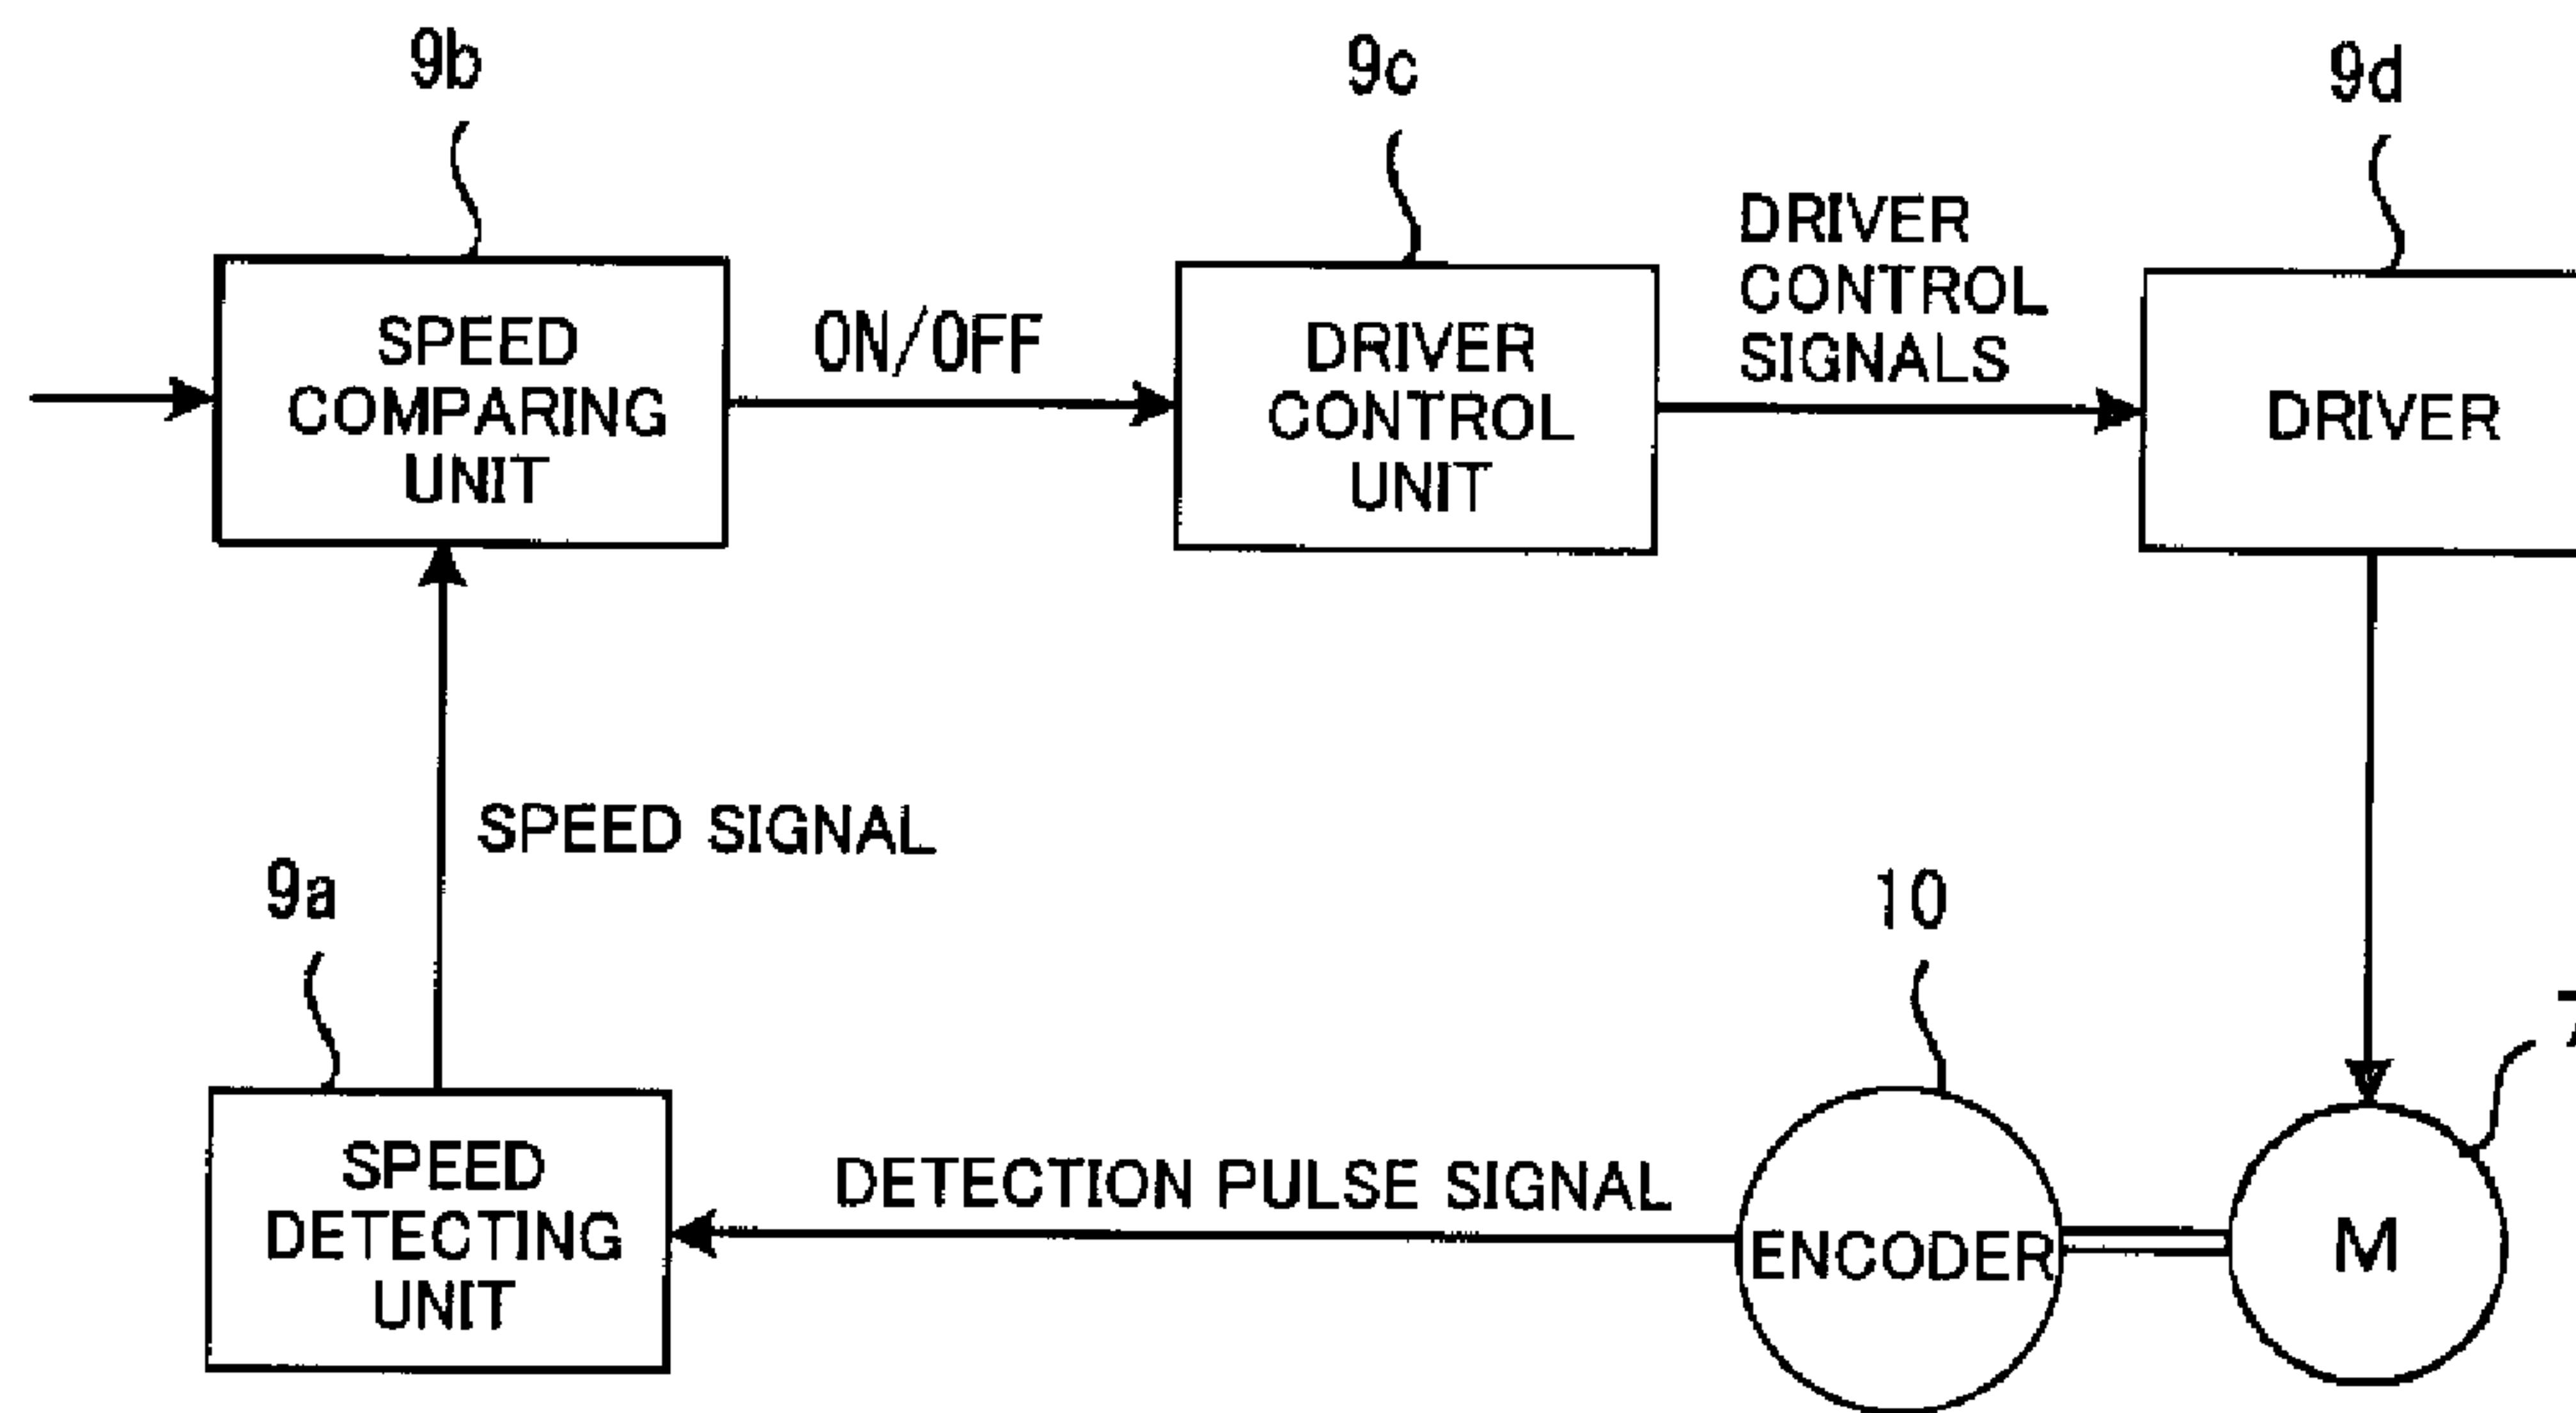 9b
9c
9d
SPEED
COMPARING
UNIT
ON/OFF
DRIVER
CONTROL
UNIT
DRIVER
CONTROL
SIGNALS
DRIVER
SPEED SIGNAL
9a
10
7
SPEED
DETECTING
UNIT
DETECTION PULSE SIGNAL
ENCODER
M